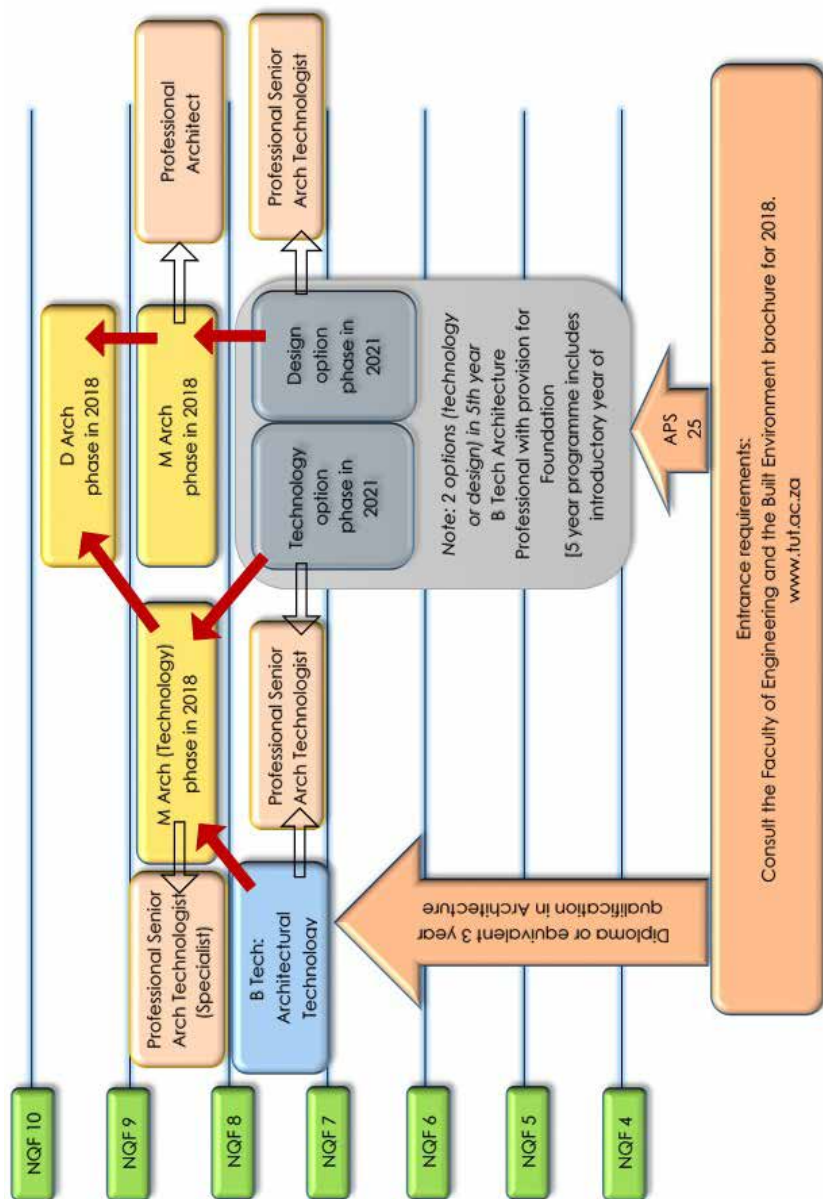 NQF 10
NQF 9
NQF 8
NQF 7
NQF 6
NQF 5
NQF 4
D Arch
phase in 2018
Professional Senior
Arch Technologist
(Specialist)
M Arch (Technology)
phase in 2018
M Arch
phase in 2018
Professional
Architect
B Tech:
Architectural
Technology
Professional Senior
Arch Technologist
Technology
option
phase in
2021
Design
option
phase in
2021
Professional Senior
Arch Technologist
Note: 2 options (technology
or design) in 5th year
B Tech Architecture
Professional with provision for
Foundation
[5 year programme includes
introductory year of
Diploma or equivalent 3 year
qualification in Architecture
APS
25
Entrance requirements:
Consult the Faculty of Engineering and the Built Environment brochure for 2018.
www.tut.ac.za